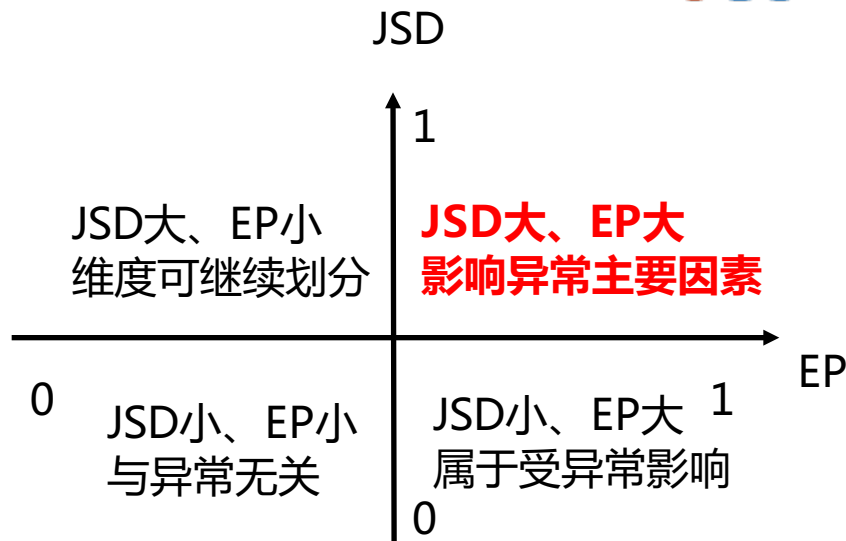 JSD
1
JSD大、EP小
维度可继续划分
JSD大、EP大
影响异常主要因素
EP
0
1
JSD小、EP小
与异常无关
JSD小、EP大
属于受异常影响
0